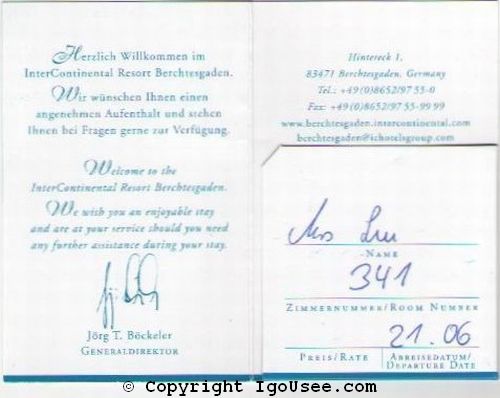 Herzlich Willkommen im
InterContinental Resort Berchtesgaden.
Wir wünschen Ihnen einen
angenehmen Aufenthalt und stehen
Ihnen bei Fragen gerne zur Verfügung.
Welcome to the
InterContinental Resort Berchtesgaden.
We wish you an enjoyable stay
and are at your service should you need
any further assistance during your stay.
Jörg T. Böckeler
Generaldirektor
Hintereck 1,
83471 Berchtesgaden, Germany
Tel.: +49(0)8652/97 55-0
Fax: +49(0)8652/97 55-99 99
www.berchtesgaden.intercontinental.com
berchtesgaden@ichotelsgroup.com
Name
341
Zimmernummer/Room Number
21.06
Preis/Rate
Abreisedatum/
Departure Date
© Copyright IgoUsee.com